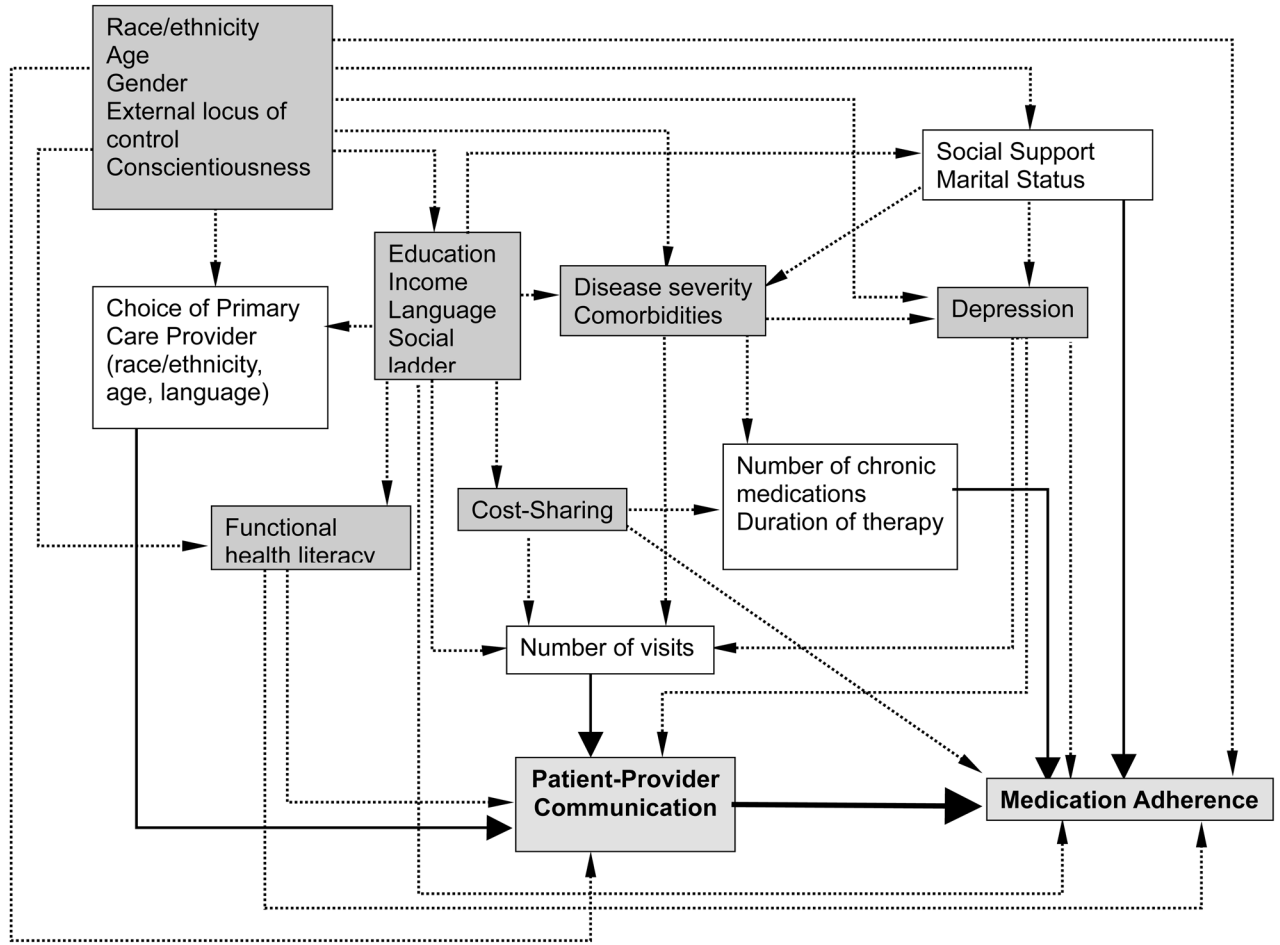 Race/ethnicity
Age
Gender
External locus of
control
Conscientiousness
Social Support
Marital Status
Education
Income
Language
Social
ladder
Disease severity
Comorbidities
Depression
Choice of Primary
Care Provider
(race/ethnicity,
age, language)
Number of chronic
medications
Duration of therapy
Cost-Sharing
Functional
health literacy
Number of visits
Patient-Provider
Communication
Medication Adherence